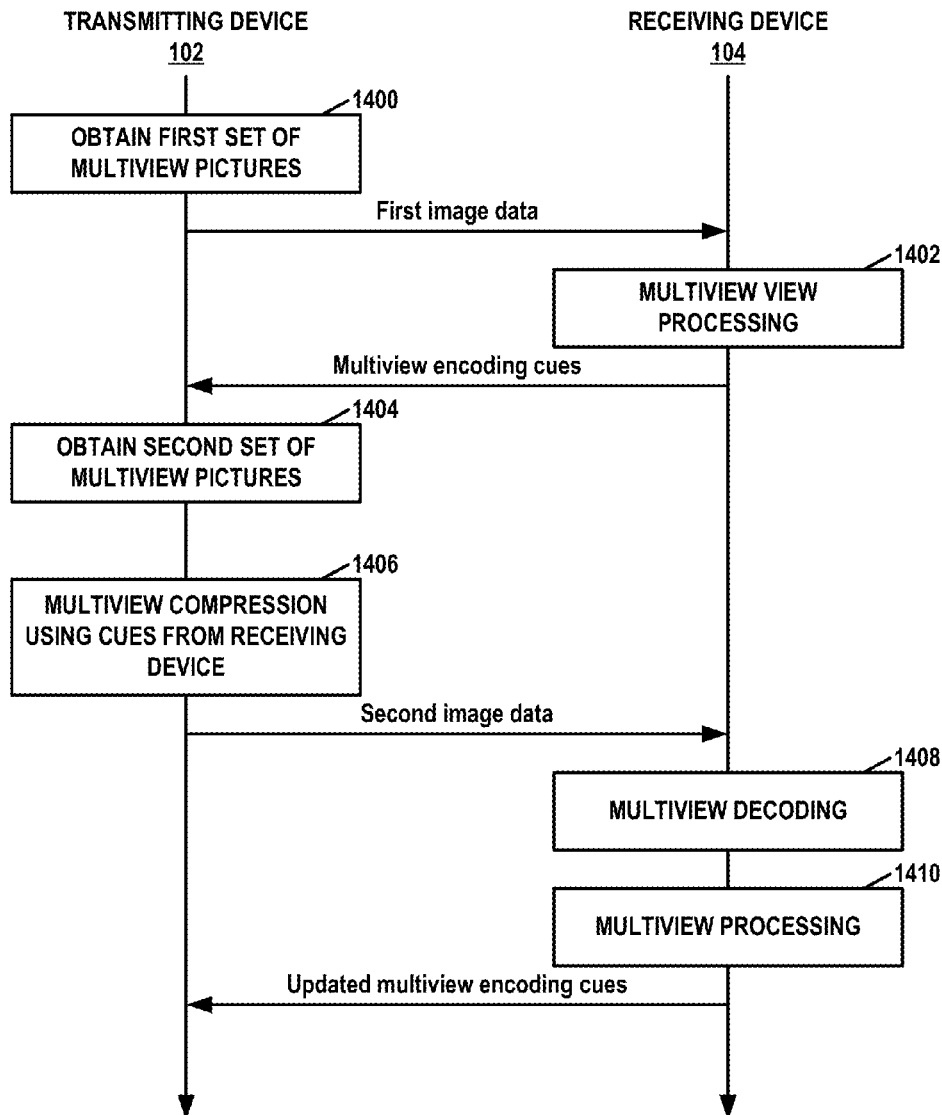 TRANSMITTING DEVICE
102
RECEIVING DEVICE
104
1400
OBTAIN FIRST SET OF
MULTIVIEW PICTURES
First image data
1402
MULTIVIEW VIEW
PROCESSING
Multiview encoding cues
1404
OBTAIN SECOND SET OF
MULTIVIEW PICTURES
1406
MULTIVIEW COMPRESSION
USING CUES FROM RECEIVING
DEVICE
Second image data
1408
MULTIVIEW DECODING
1410
MULTIVIEW PROCESSING
Updated multiview encoding cues